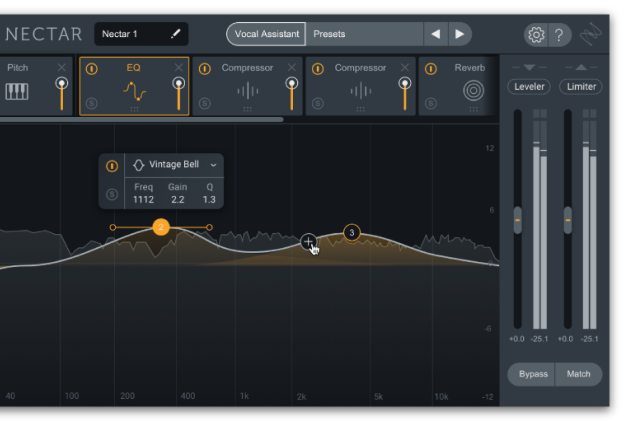 NECTAR
Nectar 1
Vocal Assistant
Presets
?
Pitch
EQ
Compressor
Compressor
Reverb
S
S
S
S
Leveler
Limiter
Vintage Bell
S
Freq Gain Q
1112 2.2 1.3
2
3
12
6
0
-6
-12
40 100 200 400 1k 2k 5k 10k
+0.0 -25.1 +0.0 -25.1
Bypass Match